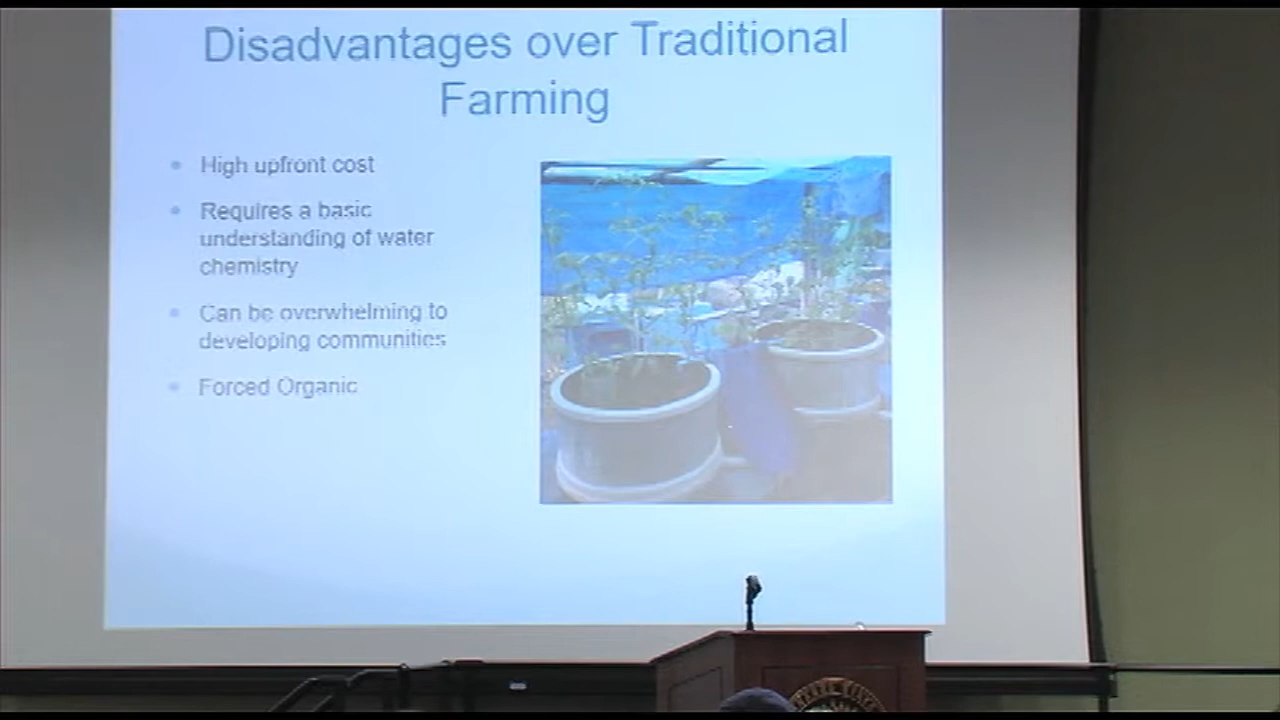 Disadvantages over Traditional
Farming
High upfront cost
Requires a basic
understanding of water
chemistry
Can be overwhelming to
developing communities
Forced Organic